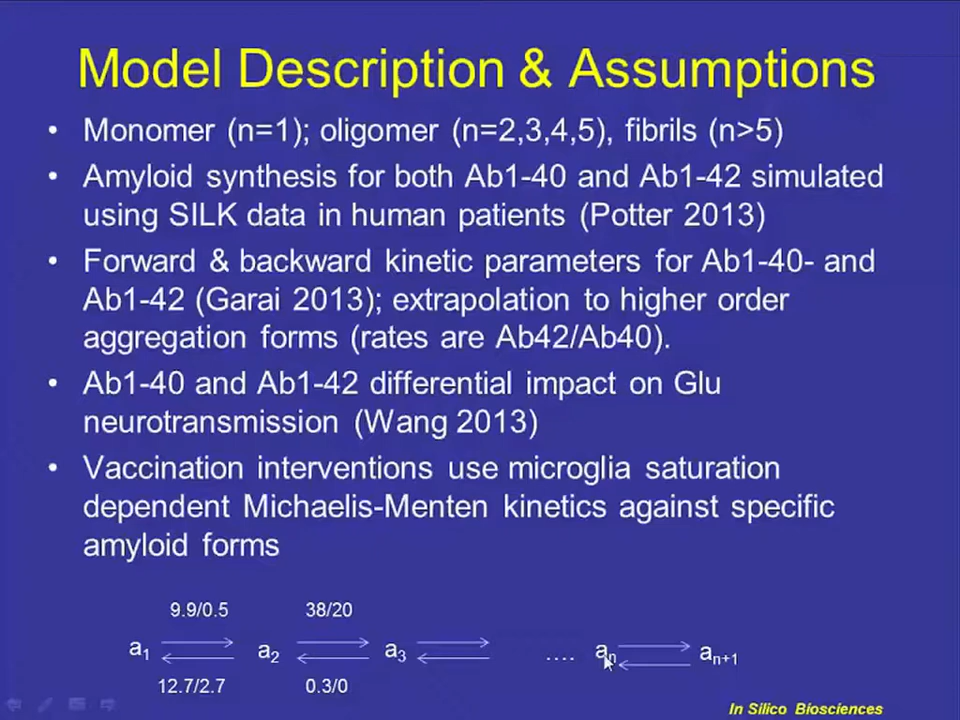 Model Description & Assumptions
• Monomer (n=1); oligomer (n=2,3,4,5), fibrils (n>5)
• Amyloid synthesis for both Ab1-40 and Ab1-42 simulated
using SILK data in human patients (Potter 2013)
• Forward & backward kinetic parameters for Ab1-40- and
Ab1-42 (Garai 2013); extrapolation to higher order
aggregation forms (rates are Ab42/Ab40).
• Ab1-40 and Ab1-42 differential impact on Glu
neurotransmission (Wang 2013)
• Vaccination interventions use microglia saturation
dependent Michaelis-Menten kinetics against specific
amyloid forms
9.9/0.5 38/20
a1 a2 a3 .... an an+1
12.7/2.7 0.3/0
In Silico Biosciences